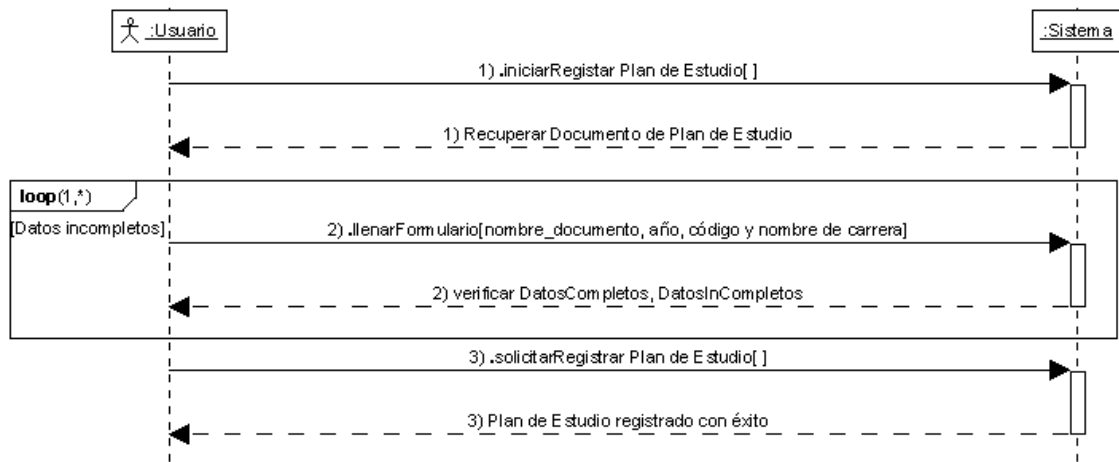 :Usuario
:Sistema
1) .iniciarRegistar Plan de Estudio[ ]
1) Recuperar Documento de Plan de Estudio
loop(1,*)
[Datos incompletos]
2) .llenarFormulario[nombre_documento, año, código y nombre de carrera]
2) verificar DatosCompletos, DatosInCompletos
3) .solicitarRegistrar Plan de Estudio[ ]
3) Plan de Estudio registrado con éxito